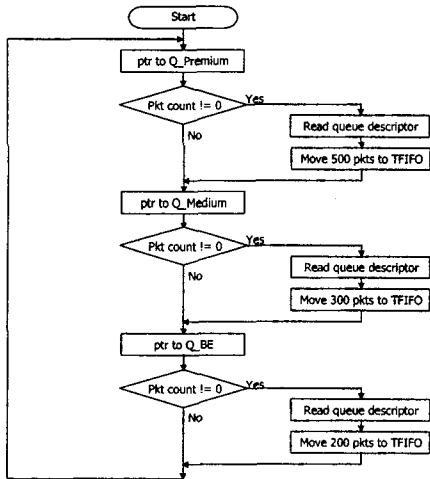 Start
ptr to Q_Premium
Pkt count != 0
Yes
No
Read queue descriptor
Move 500 pkts to TFIFO
ptr to Q_Medium
Pkt count != 0
Yes
No
Read queue descriptor
Move 300 pkts to TFIFO
ptr to Q_BE
Pkt count != 0
Yes
No
Read queue descriptor
Move 200 pkts to TFIFO